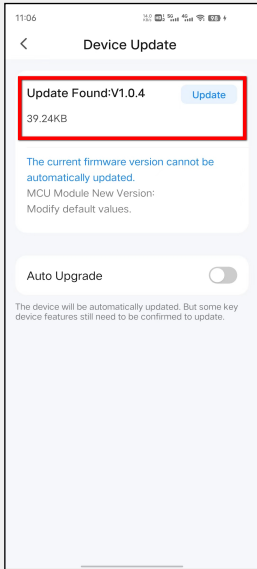 11:06
Device Update
Update Found:V1.0.4
Update
39.24KB
The current firmware version cannot be
automatically updated.
MCU Module New Version:
Modify default values.
Auto Upgrade
The device will be automatically updated. But some key
device features still need to be confirmed to update.